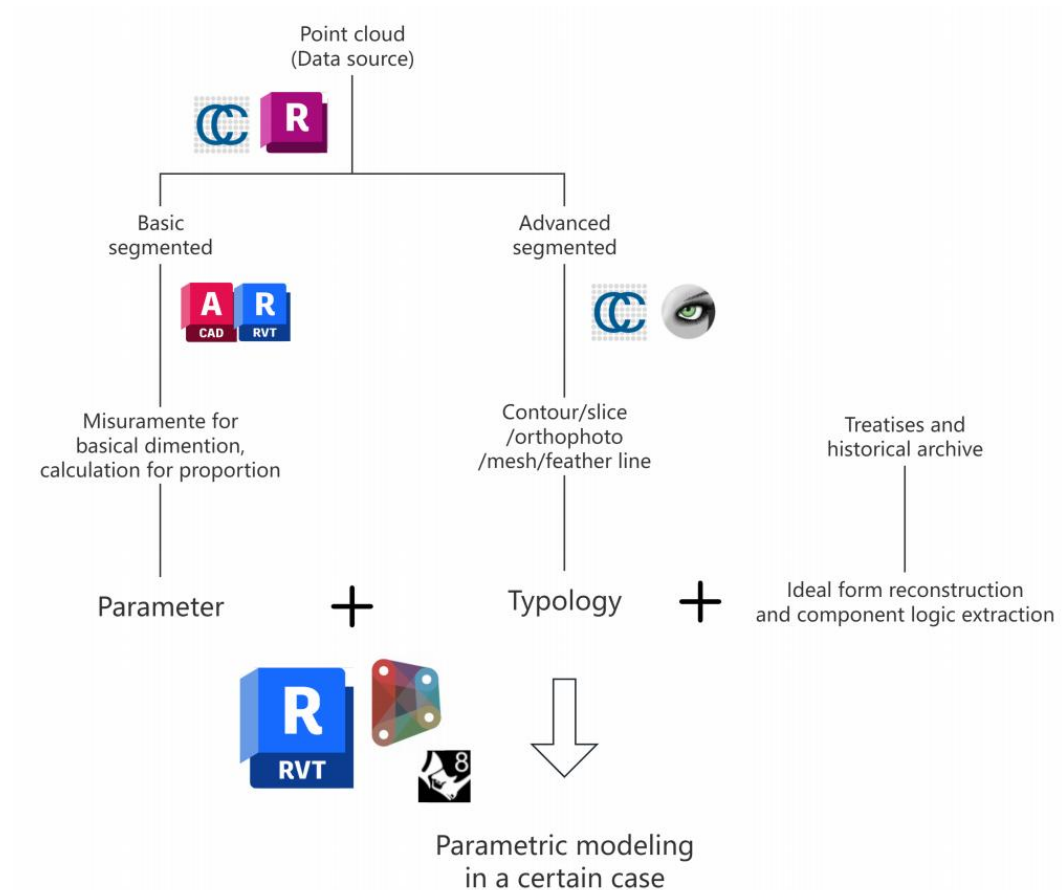 Point cloud
(Data source)
CC
R
Basic
segmented
Advanced
segmented
A
CAD
R
RVT
CC
Misuramente for
basical dimention,
calculation for proportion
Contour/slice
/orthophoto
/mesh/feather line
Treatises and
historical archive
Parameter
+
Typology
+
Ideal form reconstruction
and component logic extraction
R
RVT
8
Parametric modeling
in a certain case